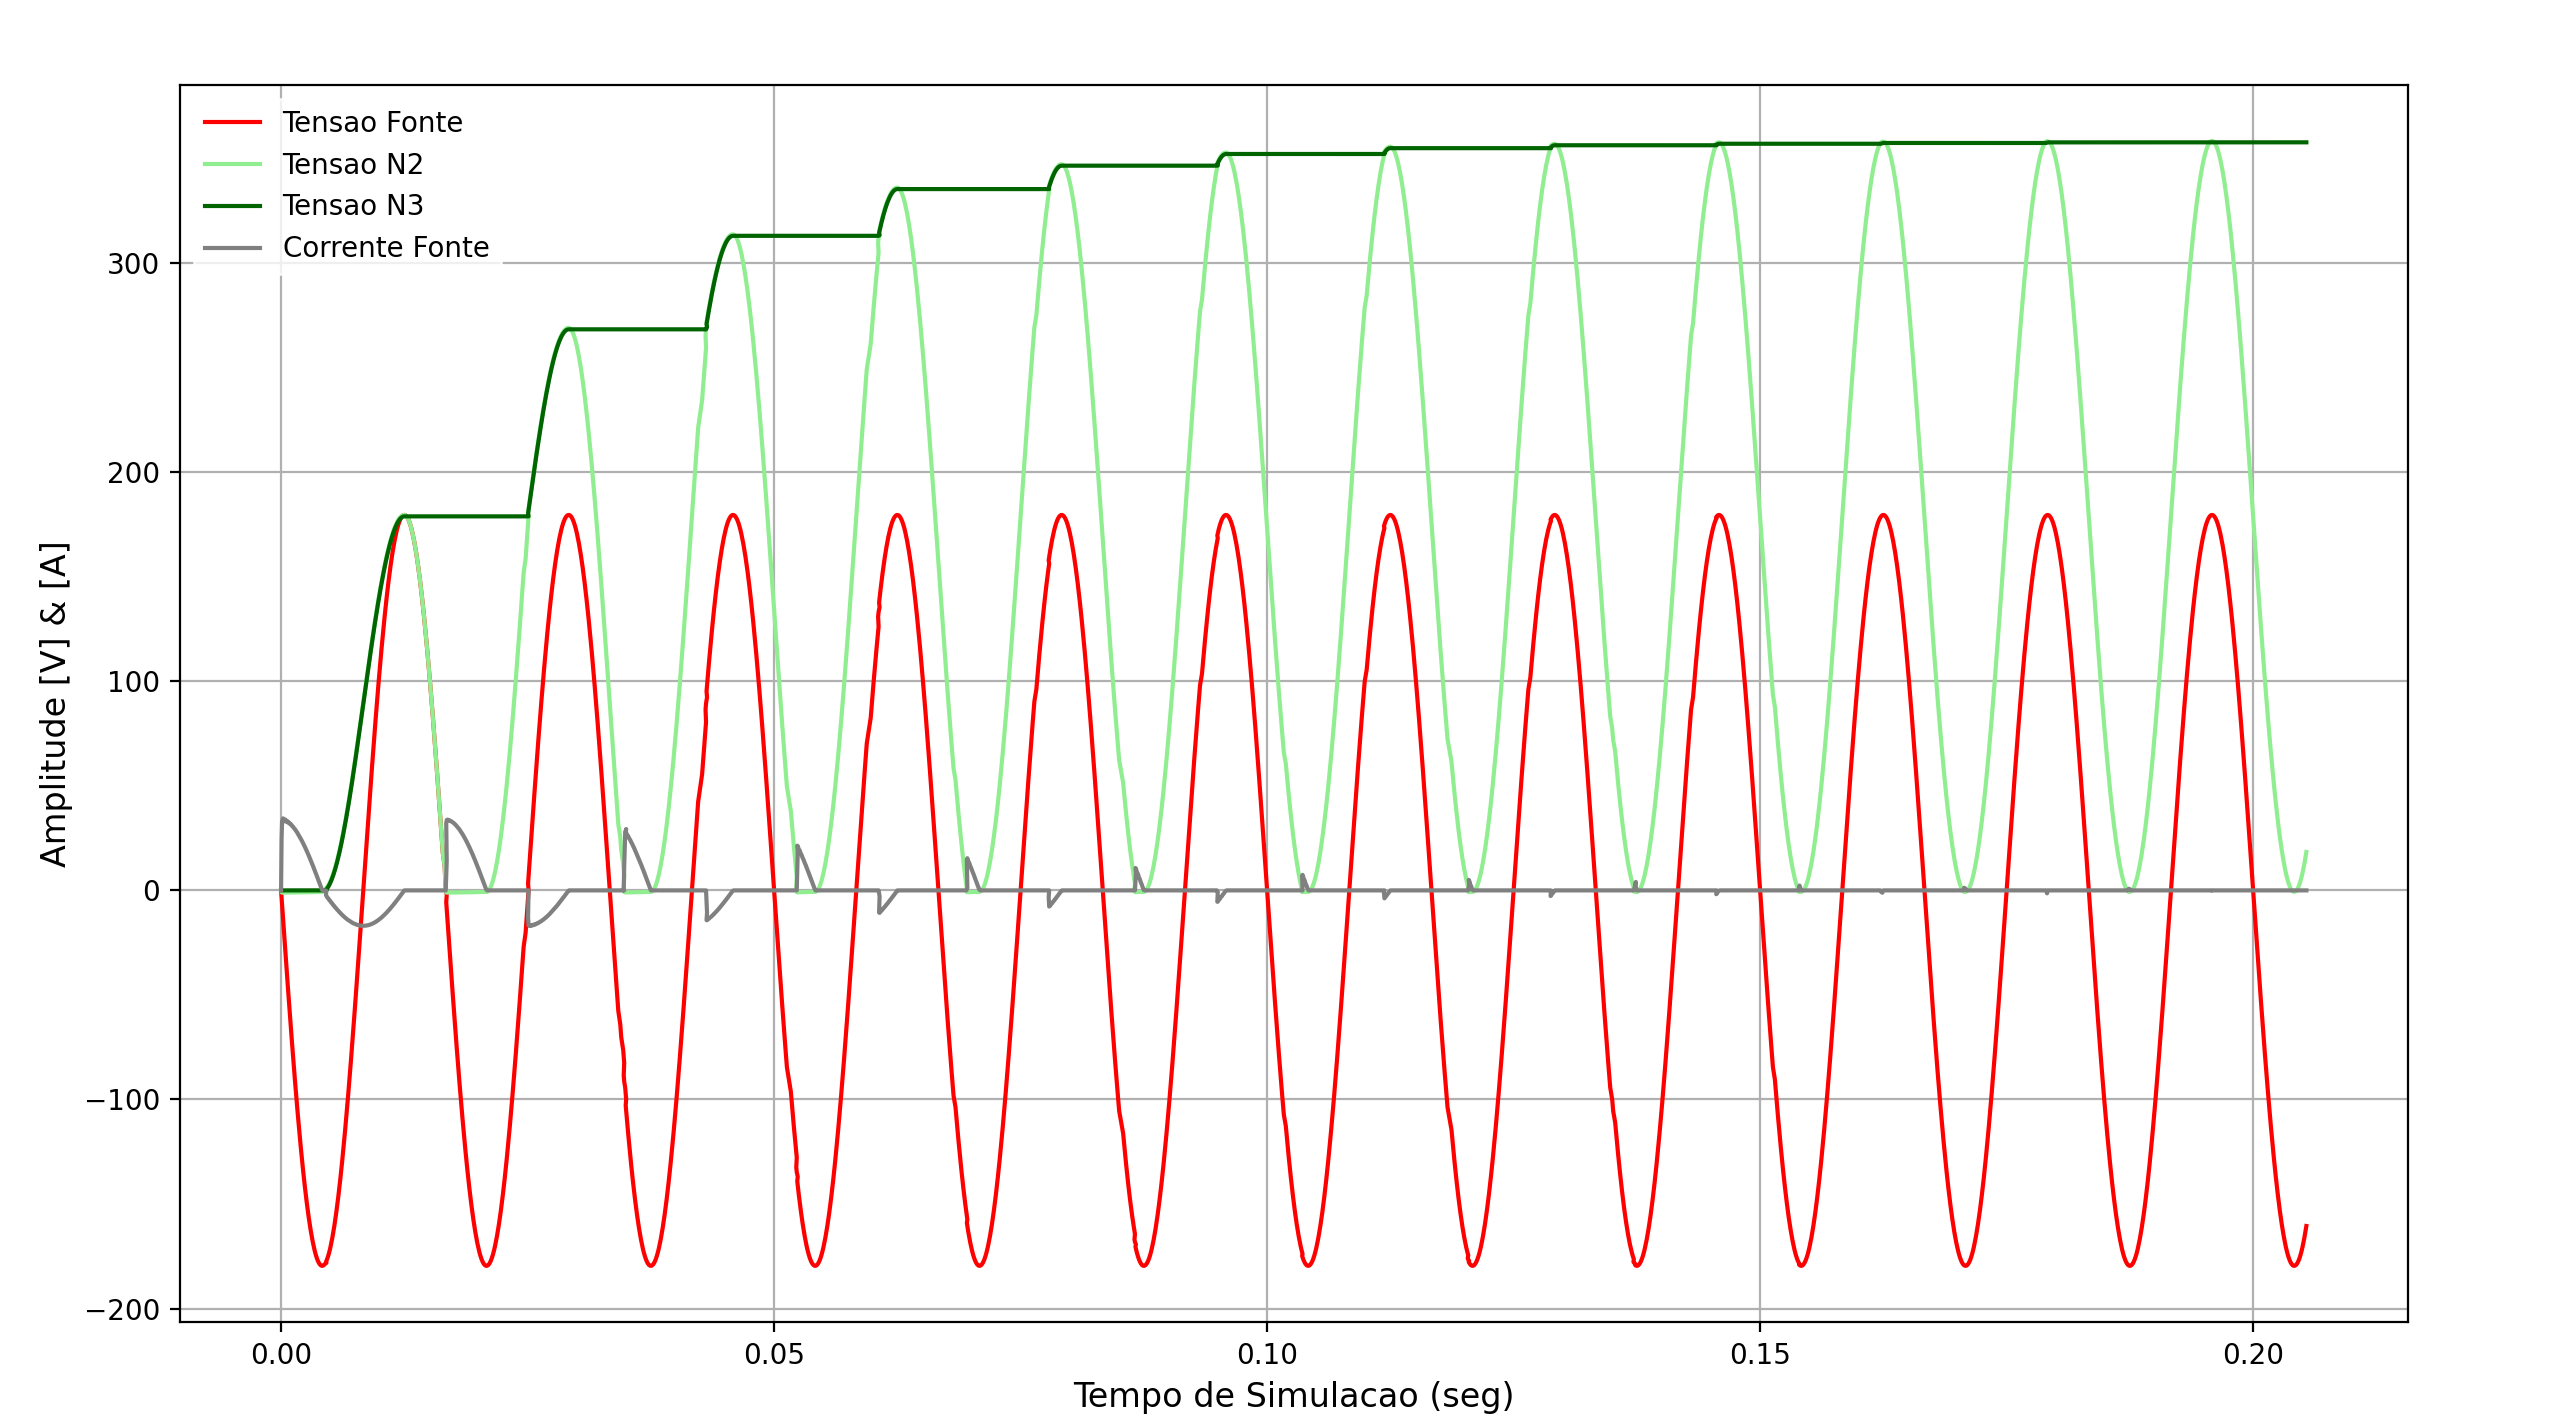 Tensao Fonte
Tensao N2
Tensao N3
Corrente Fonte
Amplitude [V] & [A]
300
200
100
0
−100
−200
0.00 0.05 0.10 0.15 0.20
Tempo de Simulacao (seg)